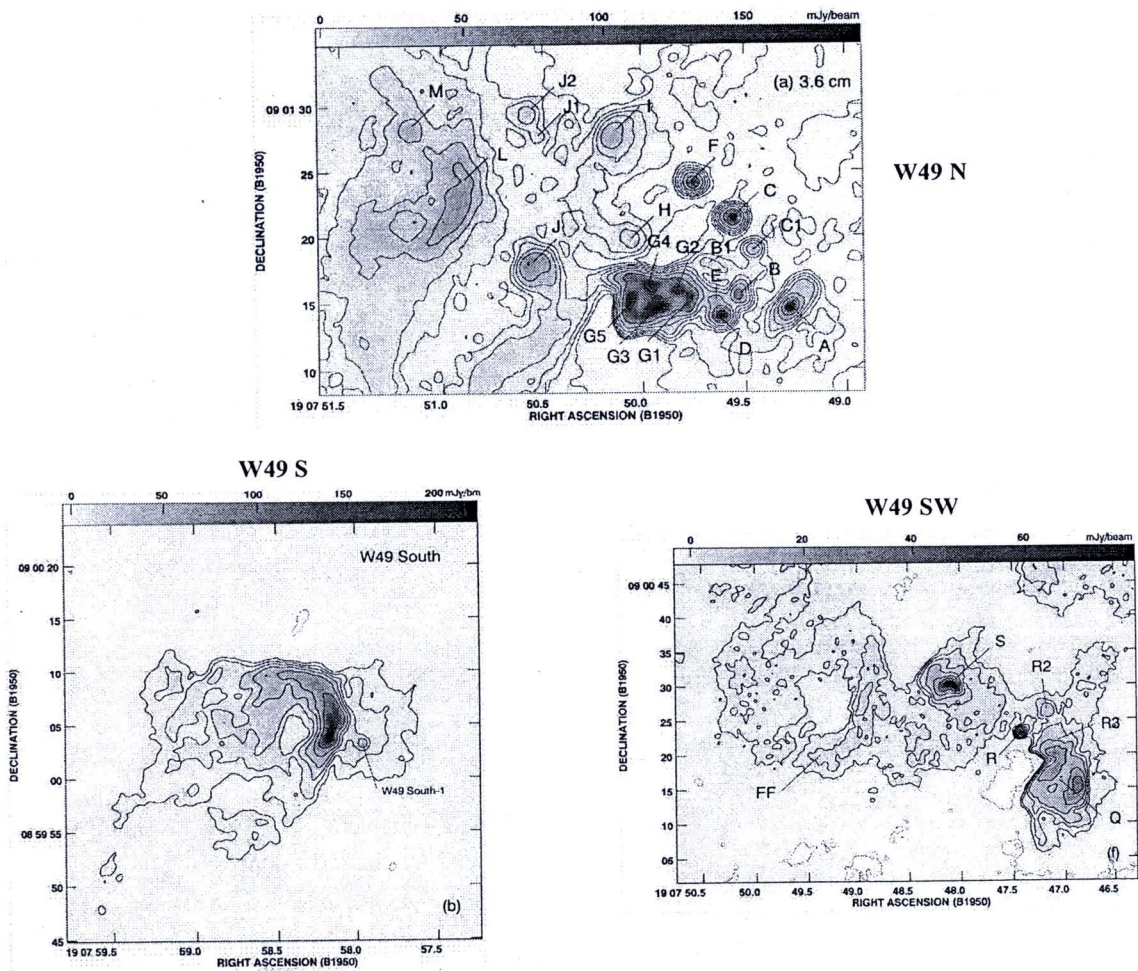 0 50 100 150 mJy/beam
(a) 3.6 cm
W49 N
M
J2
J1
I
L
F
C
H
C1
J
G4
G2
B1
E
B
G5
G3
G1
D
A
DECLINATION (B1950)
09 01 30
25
20
15
10
19 07 51.5 51.0 50.5 50.0 49.5 49.0
RIGHT ASCENSION (B1950)
W49 S
0 50 100 150 200 mJy/bm
W49 South
W49 South-1
(b)
DECLINATION (B1950)
09 00 20
15
10
05
00
08 59 55
50
45
19 07 59.5 59.0 58.5 58.0 57.5
RIGHT ASCENSION (B1950)
W49 SW
0 20 40 60 mJy/beam
S
R2
R3
R
FF
Q
(f)
DECLINATION (B1950)
09 00 45
40
35
30
25
20
15
10
06
19 07 50.5 50.0 49.5 49.0 48.5 48.0 47.5 47.0 46.5
RIGHT ASCENSION (B1950)